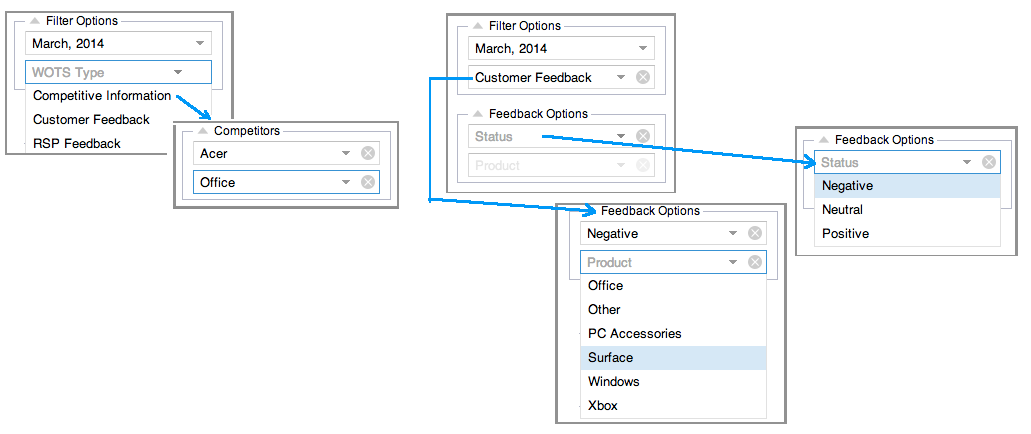 Filter Options
March, 2014
WOTS Type
Competitive Information
Customer Feedback
RSP Feedback
Competitors
Acer
Office
Filter Options
March, 2014
Customer Feedback
Feedback Options
Status
Product
Feedback Options
Negative
Product
Office
Other
PC Accessories
Surface
Windows
Xbox
Feedback Options
Status
Negative
Neutral
Positive